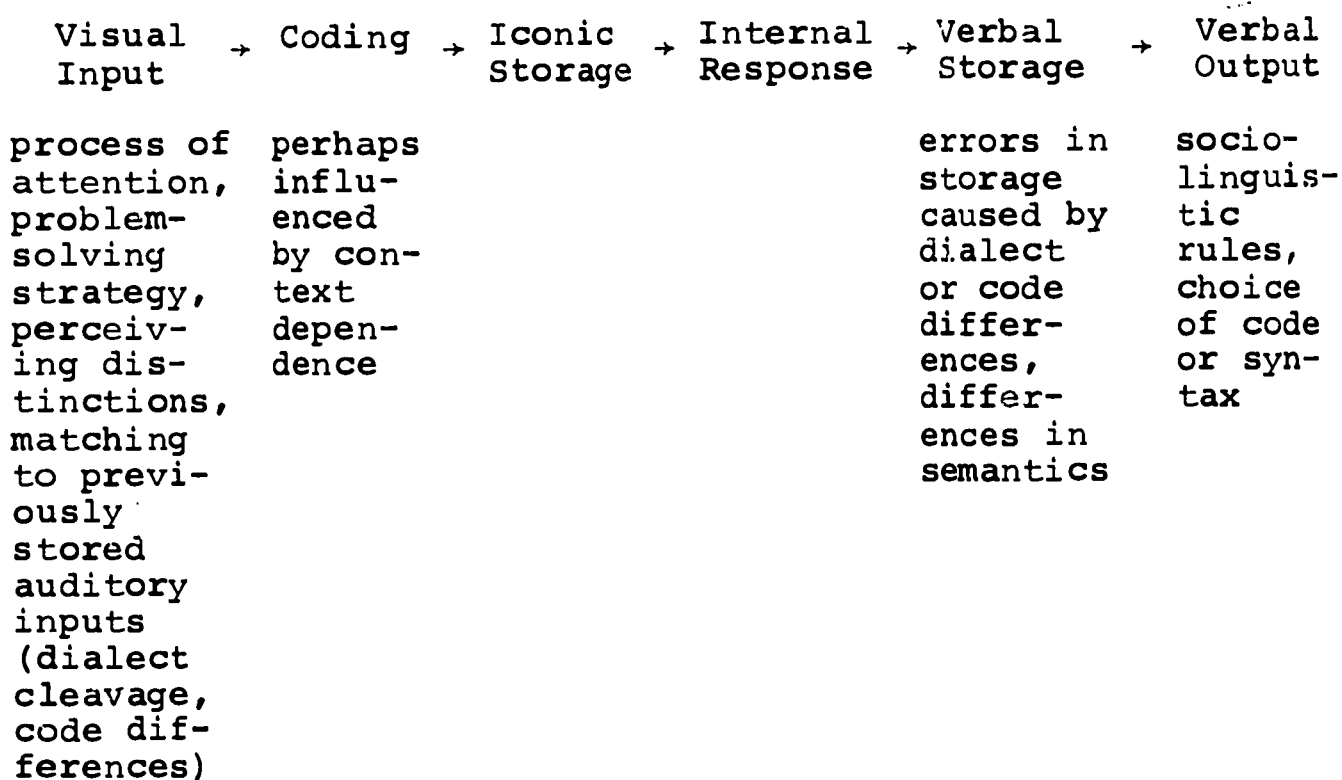 Visual → Coding → Iconic → Internal → Verbal → Verbal
Input Storage Response Storage Output
process of
attention,
problem-
solving
strategy,
perceiv-
ing dis-
tinctions,
matching
to previ-
ously
stored
auditory
inputs
(dialect
cleavage,
code dif-
ferences)
perhaps
influ-
enced
by con-
text
depen-
dence
errors in
storage
caused by
dialect
or code
differ-
ences,
differ-
ences in
semantics
socio-
linguis-
tic
rules,
choice
of code
or syn-
tax